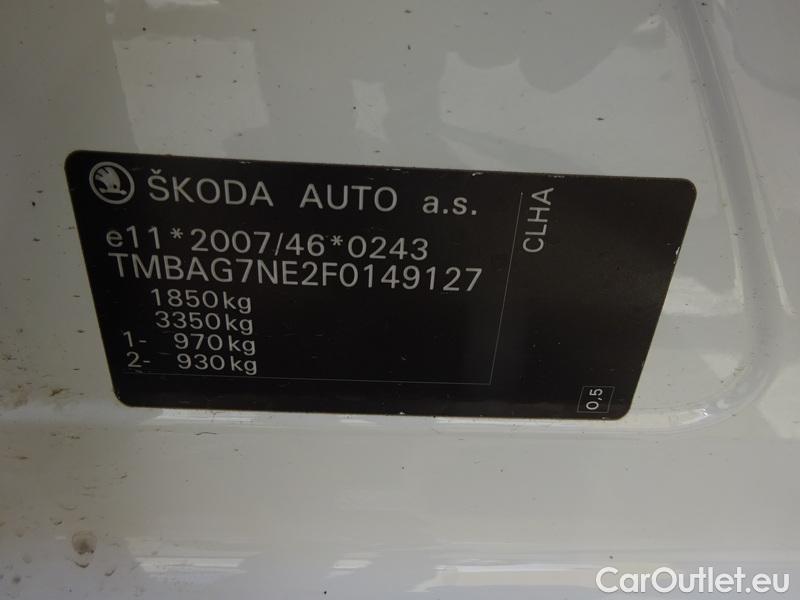 ŠKODA AUTO a.s.
e11*2007/46*0243
TMBAG7NE2F0149127
1850kg
3350kg
1- 970kg
2- 930kg
CLHA
0,5
CarOutlet.eu